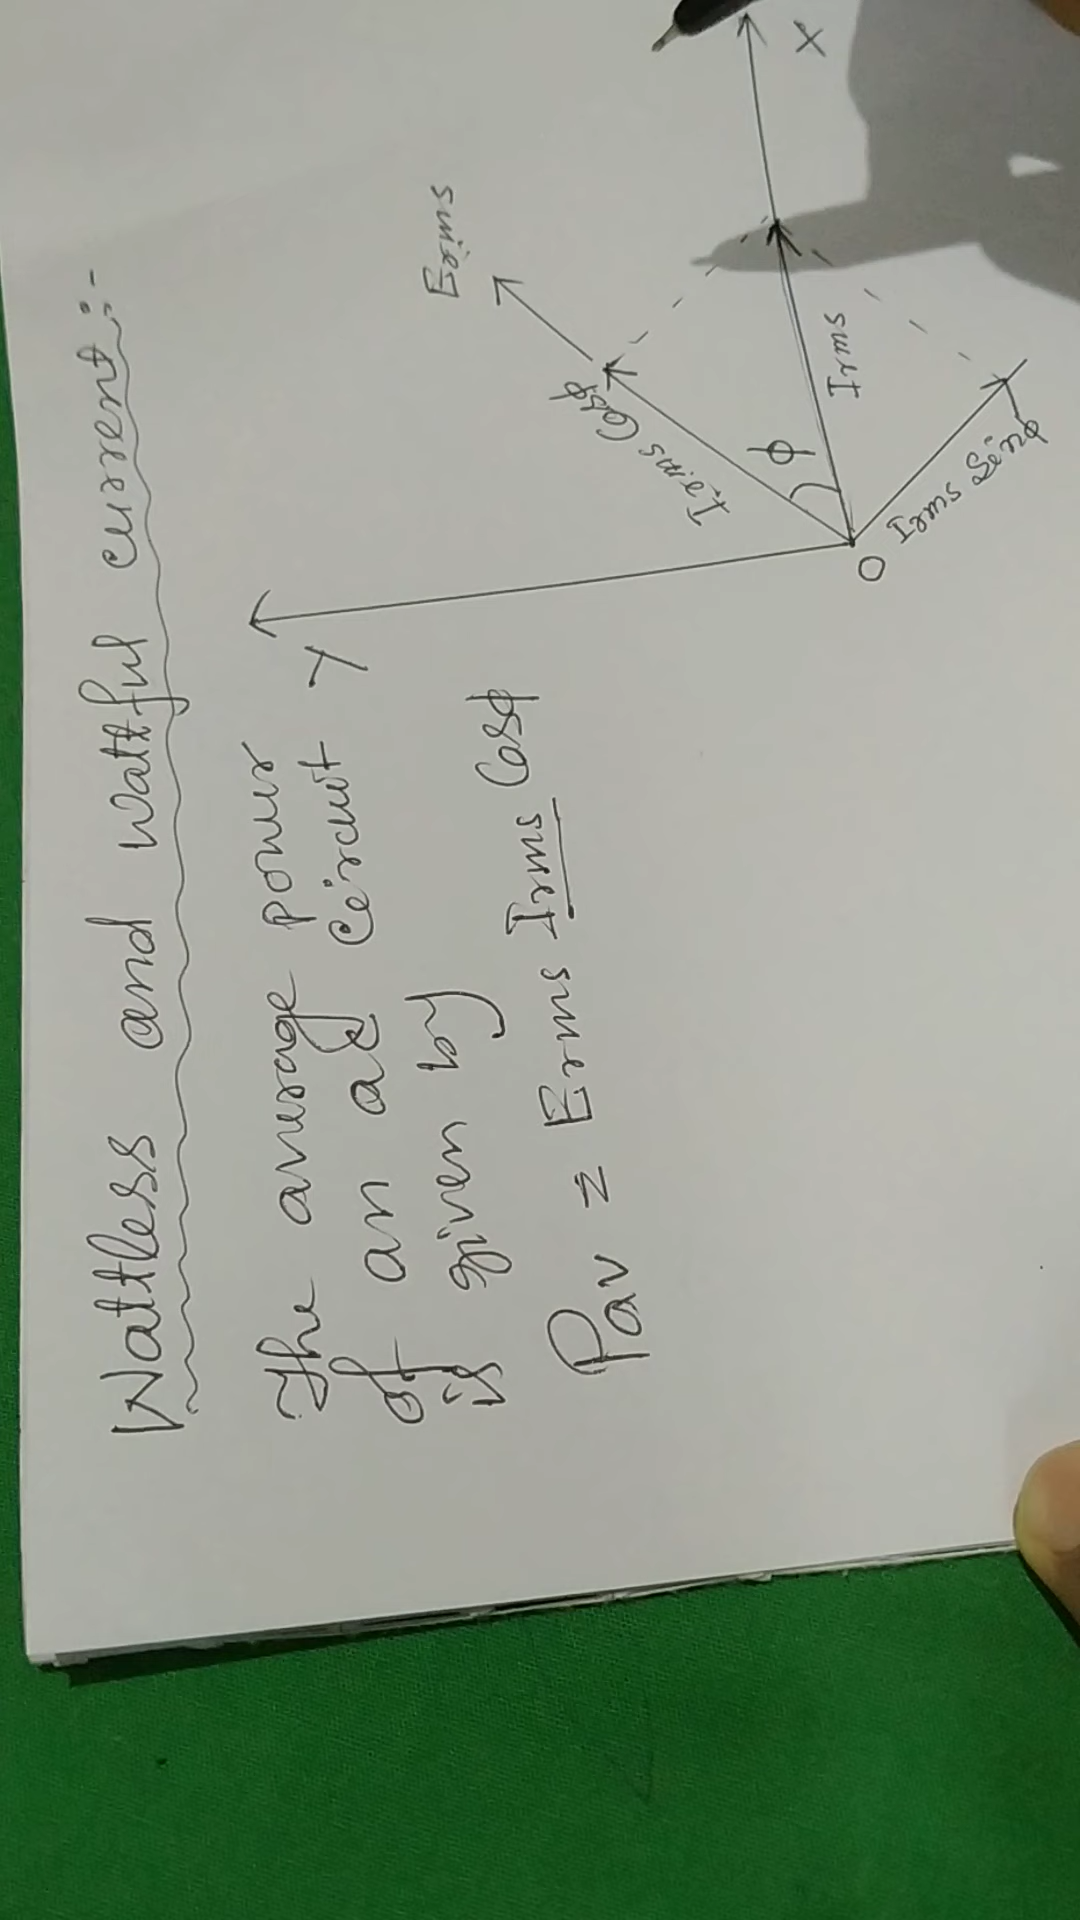 Wattless and wattful current:-
The average power
of an ac circuit
is given by
Pav = Erms Irms Cosφ
Y
Erms
Irms Cosφ
φ
Irms
X
O
Irms Sinφ